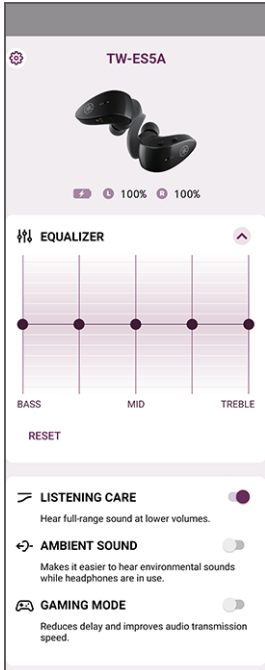 TW-ES5A
L 100% R 100%
EQUALIZER
BASS MID TREBLE
RESET
LISTENING CARE
Hear full-range sound at lower volumes.
AMBIENT SOUND
Makes it easier to hear environmental sounds
while headphones are in use.
GAMING MODE
Reduces delay and improves audio transmission
speed.